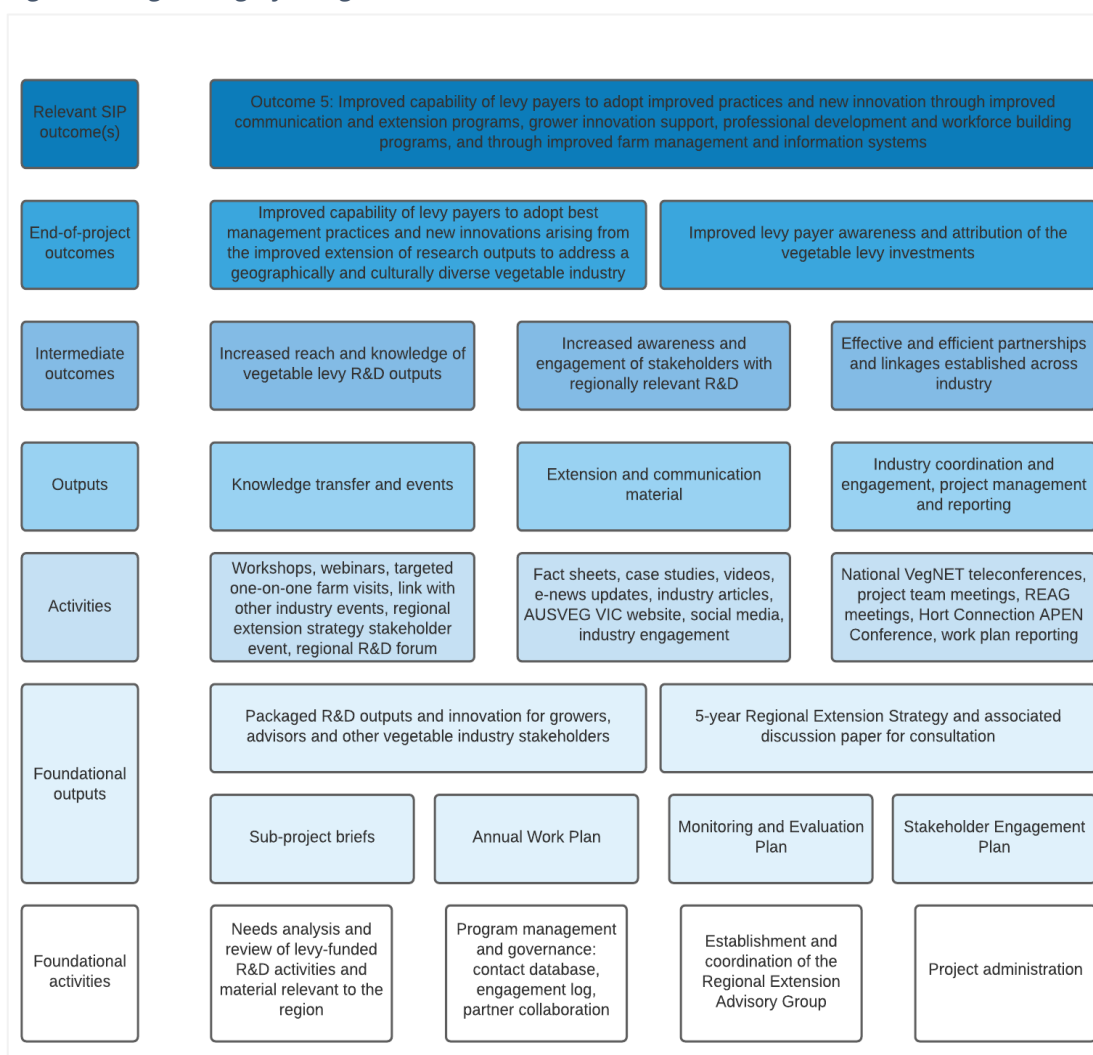 Relevant SIP
outcome(s)
Outcome 5: Improved capability of levy payers to adopt improved practices and new innovation through improved
communication and extension programs, grower innovation support, professional development and workforce building
programs, and through improved farm management and information systems
End-of-project
outcomes
Improved capability of levy payers to adopt best
management practices and new innovations arising from
the improved extension of research outputs to address a
geographically and culturally diverse vegetable industry
Improved levy payer awareness and attribution of the
vegetable levy investments
Intermediate
outcomes
Increased reach and knowledge of
vegetable levy R&D outputs
Increased awareness and
engagement of stakeholders with
regionally relevant R&D
Effective and efficient partnerships
and linkages established across
industry
Outputs
Knowledge transfer and events
Extension and communication
material
Industry coordination and
engagement, project management
and reporting
Activities
Workshops, webinars, targeted
one-on-one farm visits, link with
other industry events, regional
extension strategy stakeholder
event, regional R&D forum
Fact sheets, case studies, videos,
e-news updates, industry articles,
AUSVEG VIC website, social media,
industry engagement
National VegNET teleconferences,
project team meetings, REAG
meetings, Hort Connection APEN
Conference, work plan reporting
Foundational
outputs
Packaged R&D outputs and innovation for growers,
advisors and other vegetable industry stakeholders
5-year Regional Extension Strategy and associated
discussion paper for consultation
Sub-project briefs
Annual Work Plan
Monitoring and Evaluation
Plan
Stakeholder Engagement
Plan
Foundational
activities
Needs analysis and
review of levy-funded
R&D activities and
material relevant to the
region
Program management
and governance:
contact database,
engagement log,
partner collaboration
Establishment and
coordination of the
Regional Extension
Advisory Group
Project administration